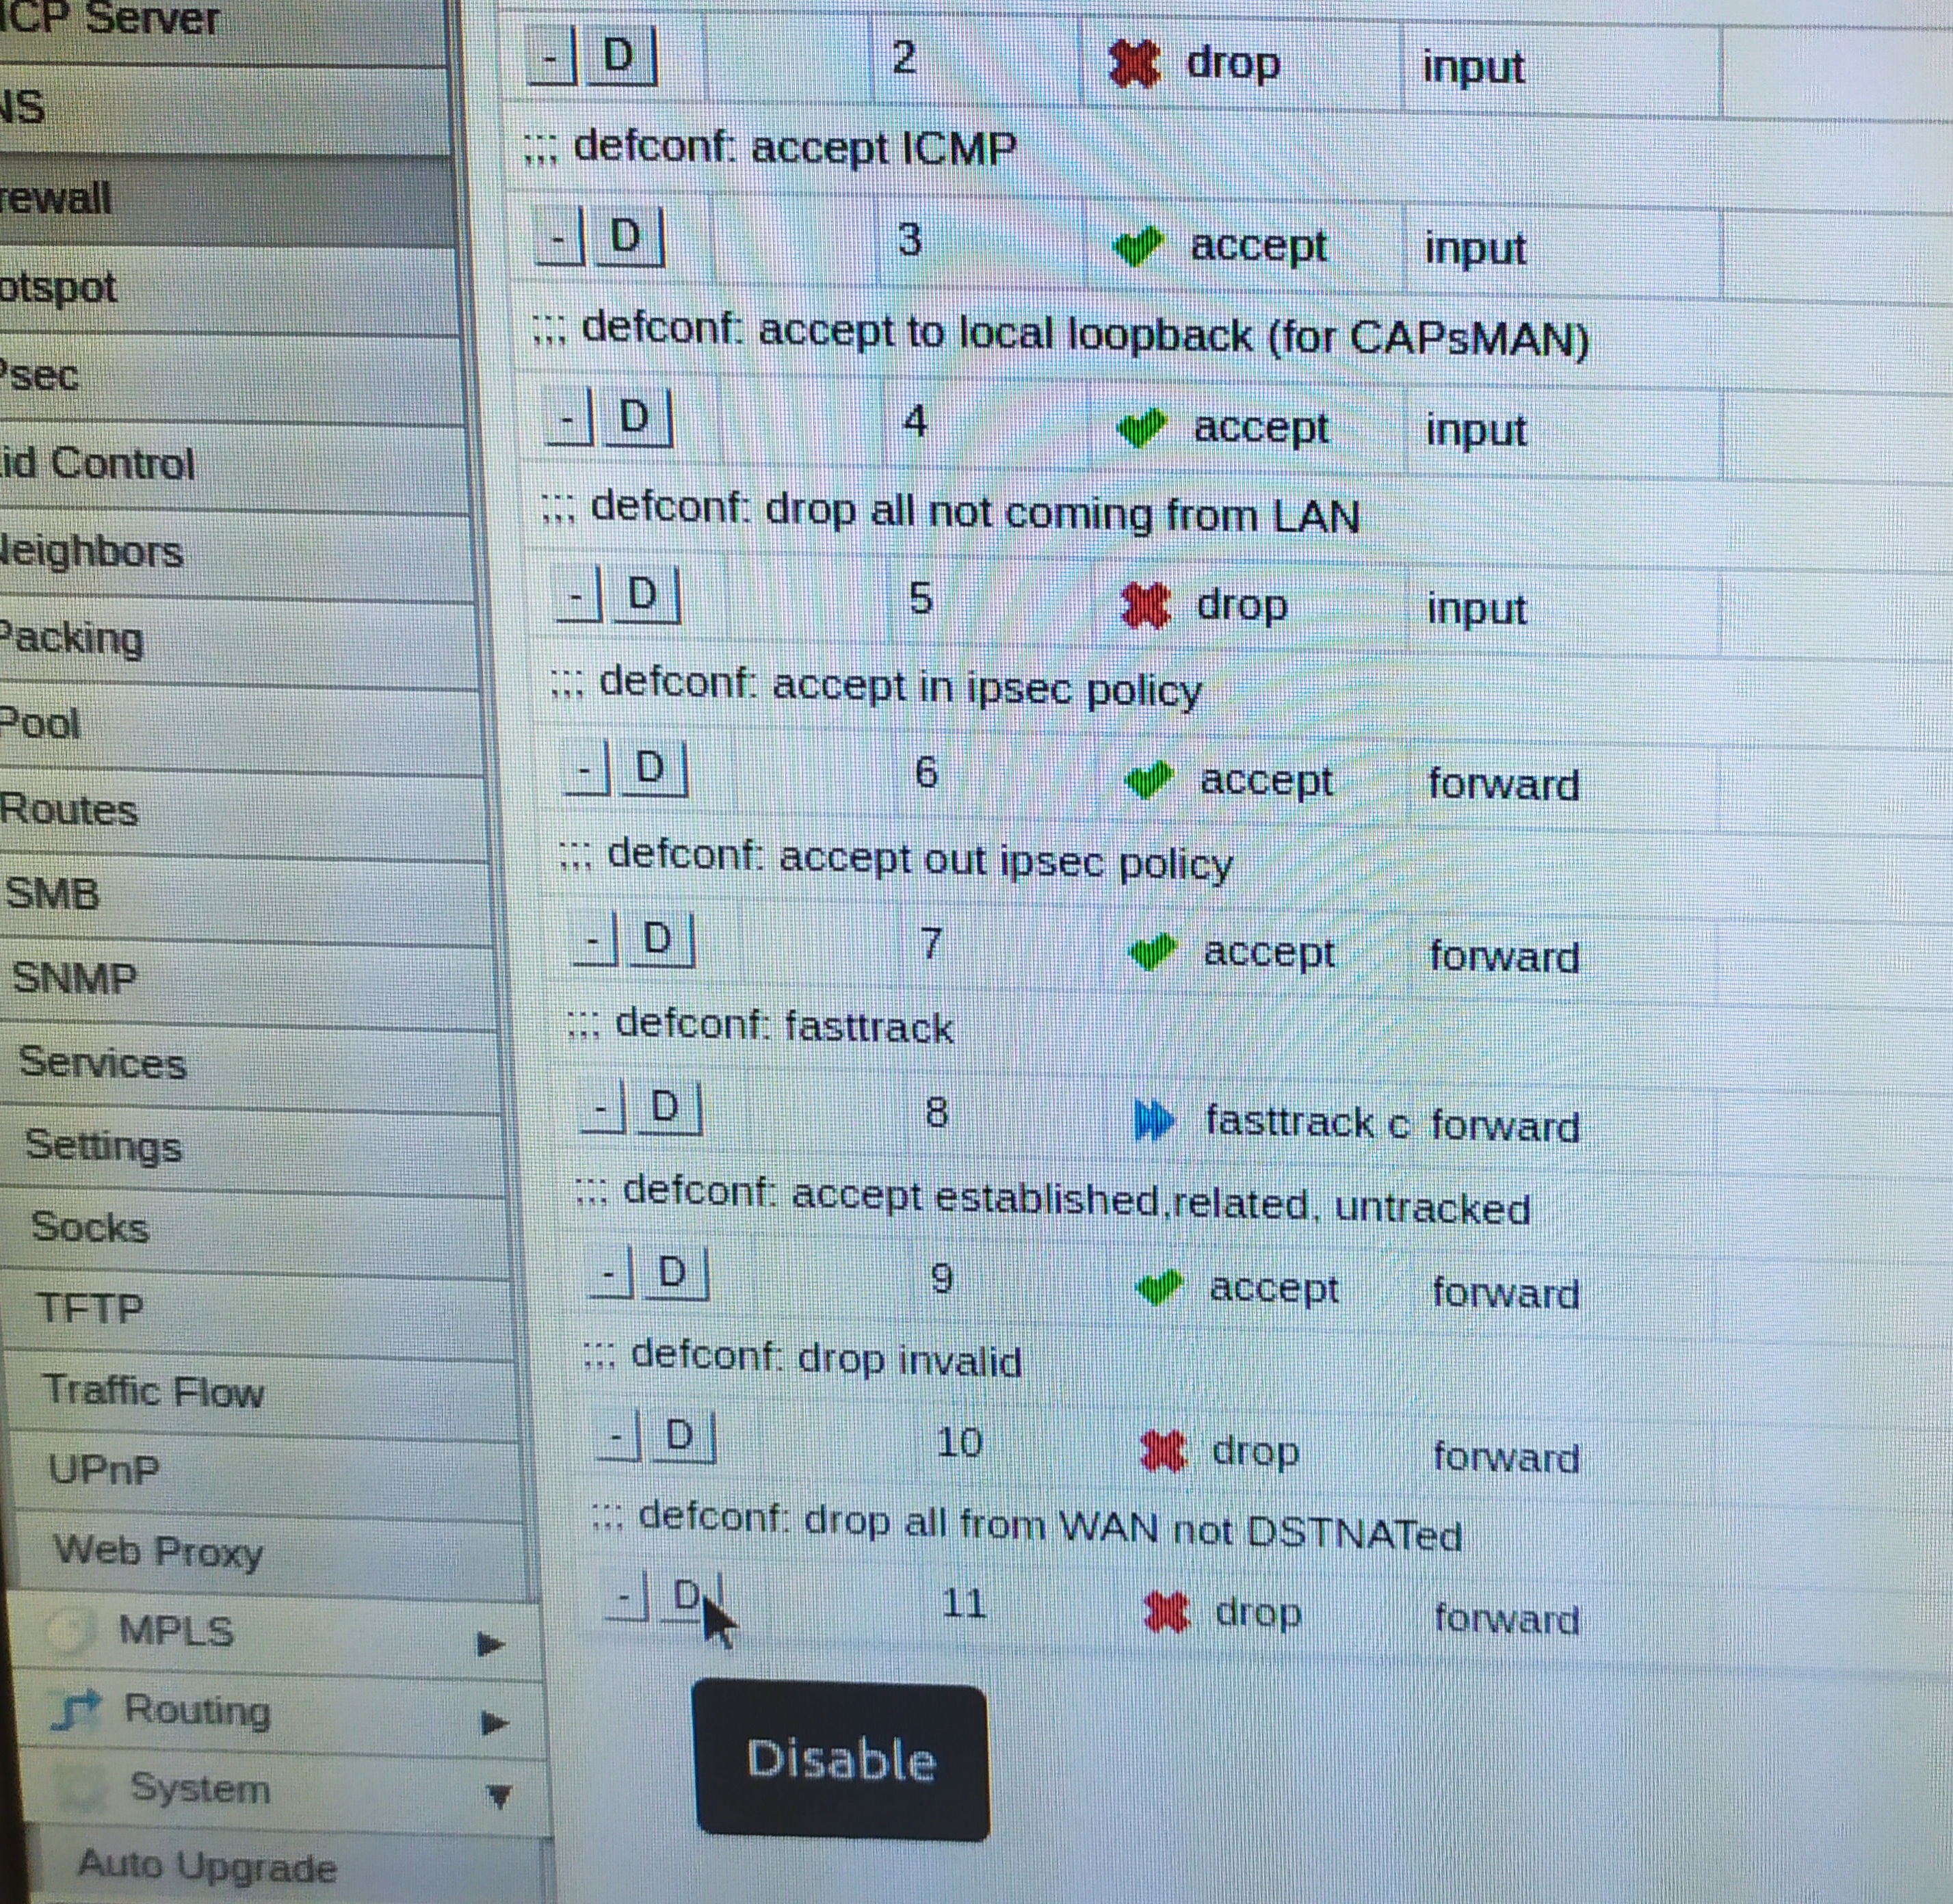 CP Server
NS
rewall
otspot
Psec
id Control
Neighbors
Packing
Pool
Routes
SMB
SNMP
Services
Settings
Socks
TFTP
Traffic Flow
UPnP
Web Proxy
MPLS
Routing
System
Auto Upgrade
- D 2 drop input
;;; defconf: accept ICMP
- D 3 accept input
;;; defconf: accept to local loopback (for CAPsMAN)
- D 4 accept input
;;; defconf: drop all not coming from LAN
- D 5 drop input
;;; defconf: accept in ipsec policy
- D 6 accept forward
;;; defconf: accept out ipsec policy
- D 7 accept forward
;;; defconf: fasttrack
- D 8 fasttrack c forward
;;; defconf: accept established,related, untracked
- D 9 accept forward
;;; defconf: drop invalid
- D 10 drop forward
;;; defconf: drop all from WAN not DSTNATed
- D 11 drop forward
Disable